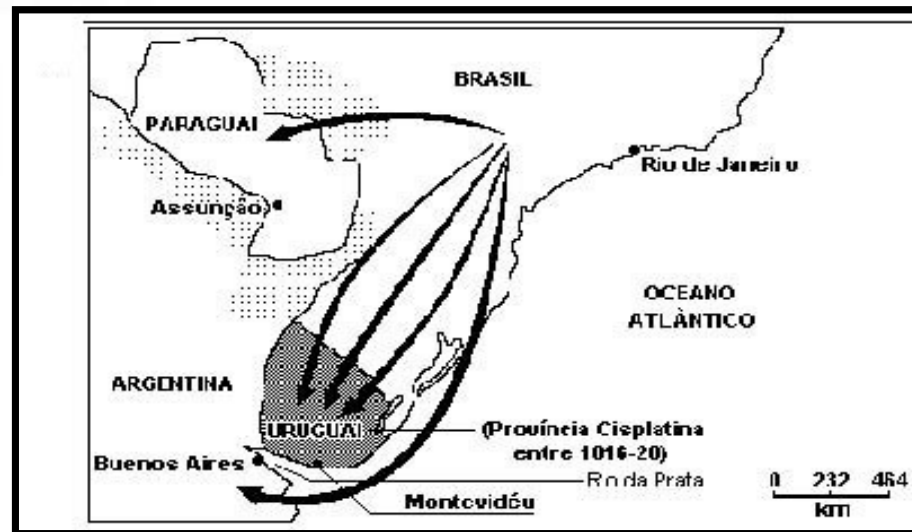 BRASIL
PARAGUAI
Rio de Janeiro
Assunção
OCEANO
ATLÀNTICO
ARGENTINA
URUGUAI
(Província Cisplatina
entre 1016-20)
Buenos Aires
Rio da Prata
Montevidéu
0 232 464
km